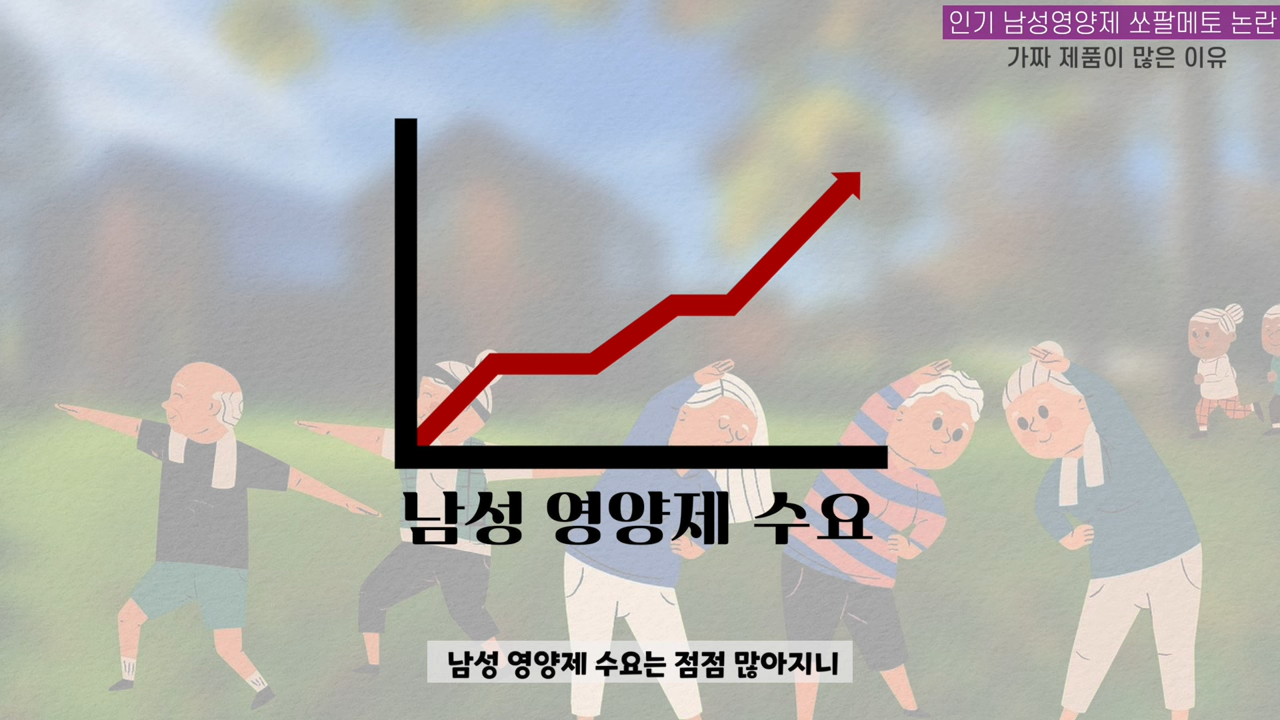 인기 남성영양제 쏘팔메토 논란
가짜 제품이 많은 이유
남성 영양제 수요
남성 영양제 수요는 점점 많아지니